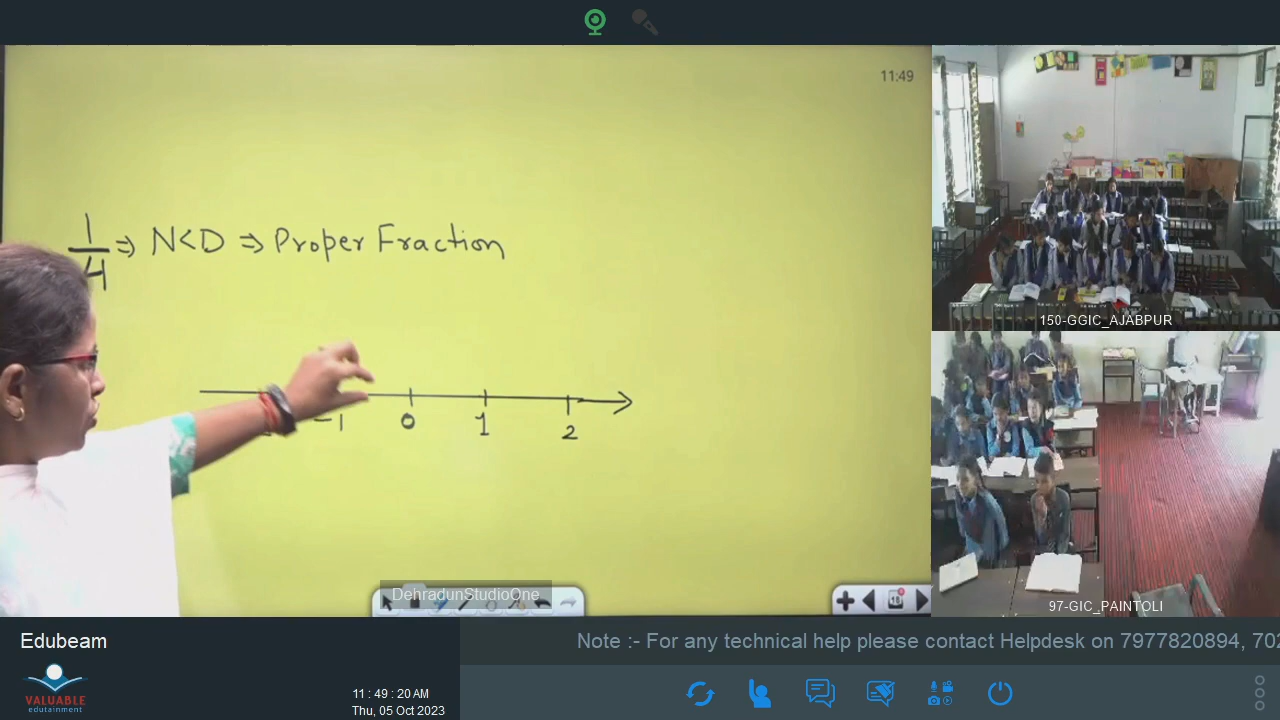 11:49
1/4 ⇒ N<D ⇒ Proper Fraction
-1 0 1 2
DehradunStudioOne
150-GGIC_AJABPUR
97-GIC_PAINTOLI
Edubeam
VALUABLE
edutainment
11 : 49 : 20 AM
Thu, 05 Oct 2023
Note :- For any technical help please contact Helpdesk on 7977820894, 702